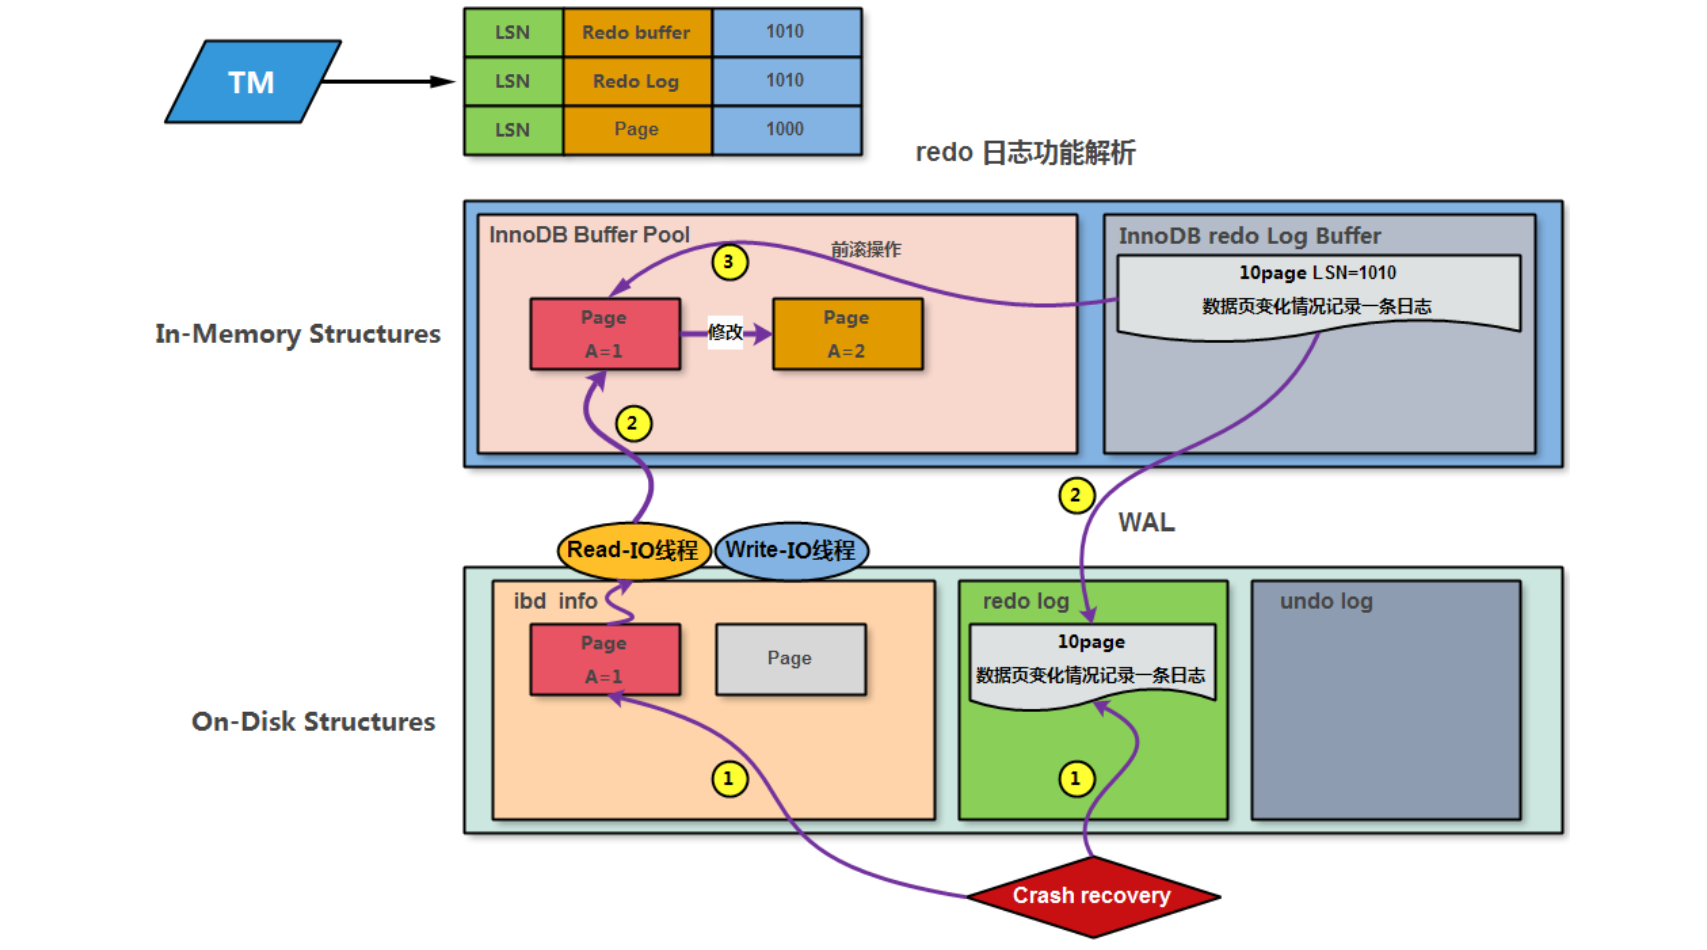 TM
LSN Redo buffer 1010
LSN Redo Log 1010
LSN Page 1000
redo 日志功能解析
In-Memory Structures
InnoDB Buffer Pool
3
前滚操作
Page
A=1
修改
Page
A=2
2
InnoDB redo Log Buffer
10page LSN=1010
数据页变化情况记录一条日志
2
WAL
Read-IO线程
Write-IO线程
On-Disk Structures
ibd info
Page
A=1
Page
1
redo log
10page
数据页变化情况记录一条日志
1
undo log
Crash recovery